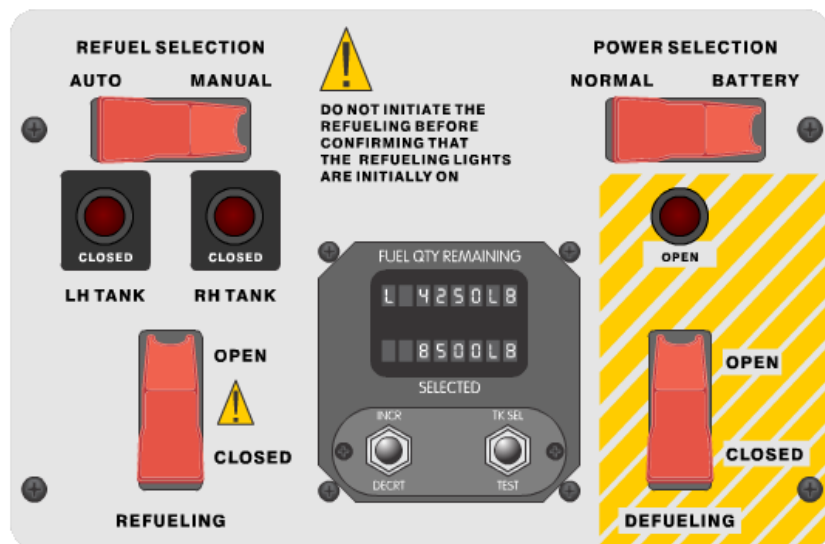 REFUEL SELECTION
AUTO MANUAL
CLOSED CLOSED
LH TANK RH TANK
OPEN
!
CLOSED
REFUELING
!
DO NOT INITIATE THE
REFUELING BEFORE
CONFIRMING THAT
THE REFUELING LIGHTS
ARE INITIALLY ON
FUEL QTY REMAINING
L 4250LB
8500LB
SELECTED
INCR TK SEL
DECRT TEST
POWER SELECTION
NORMAL BATTERY
OPEN
OPEN
CLOSED
DEFUELING